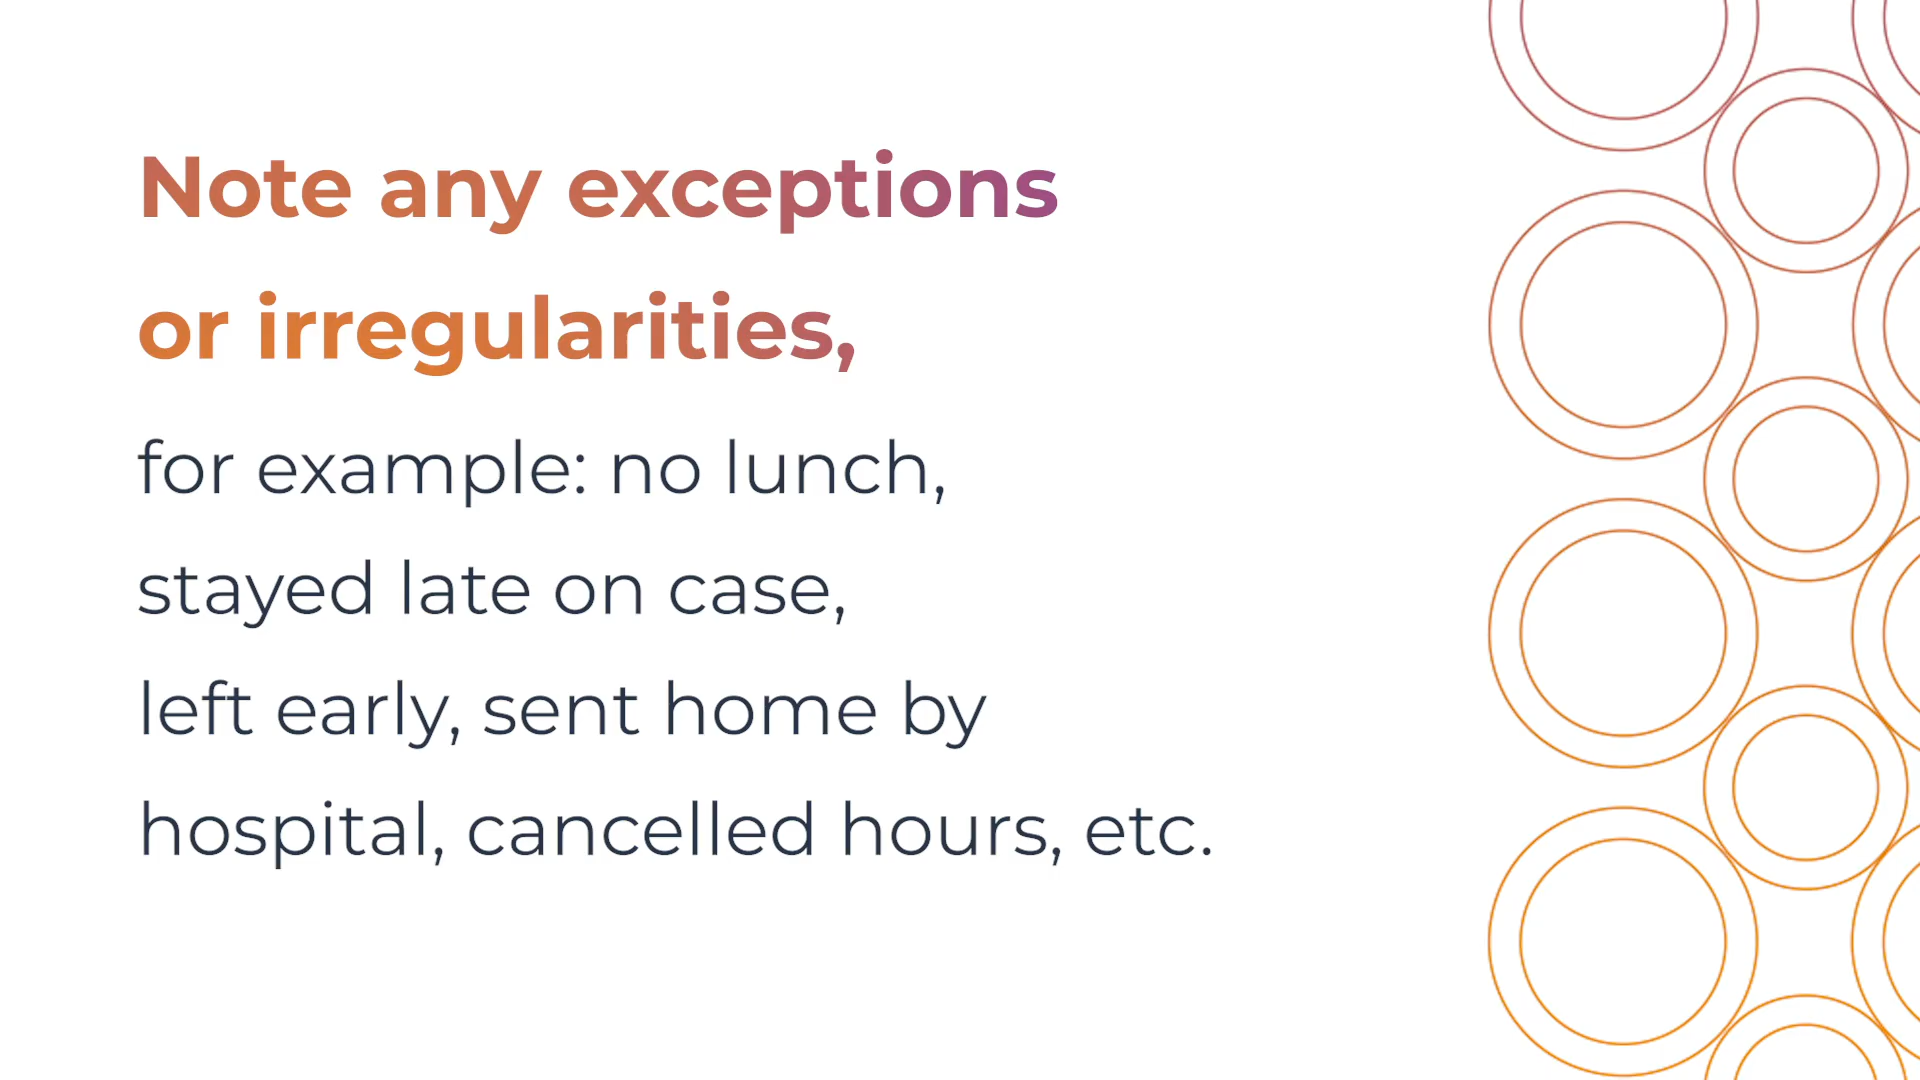 Note any exceptions
or irregularities,
for example: no lunch,
stayed late on case,
left early, sent home by
hospital, cancelled hours, etc.